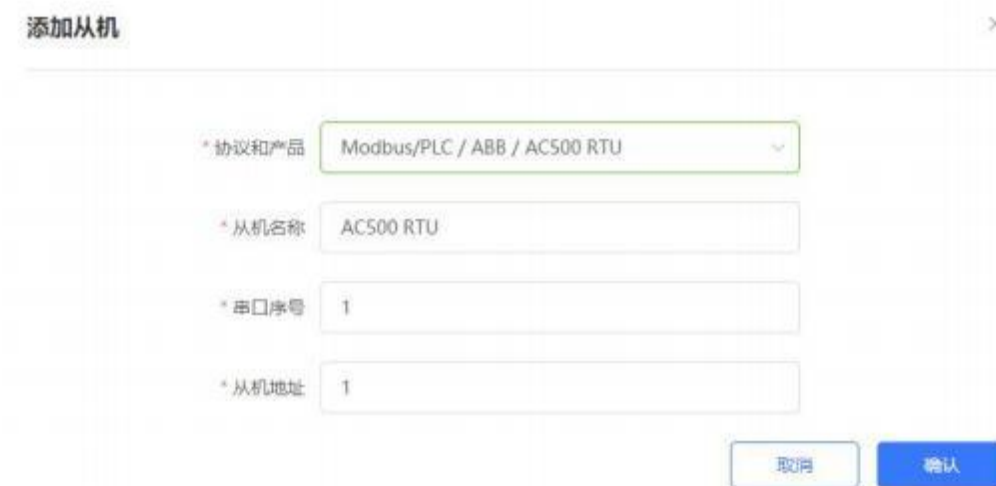 添加从机
* 协议和产品 Modbus/PLC / ABB / AC500 RTU
* 从机名称 AC500 RTU
* 串口序号 1
* 从机地址 1
取消 确认